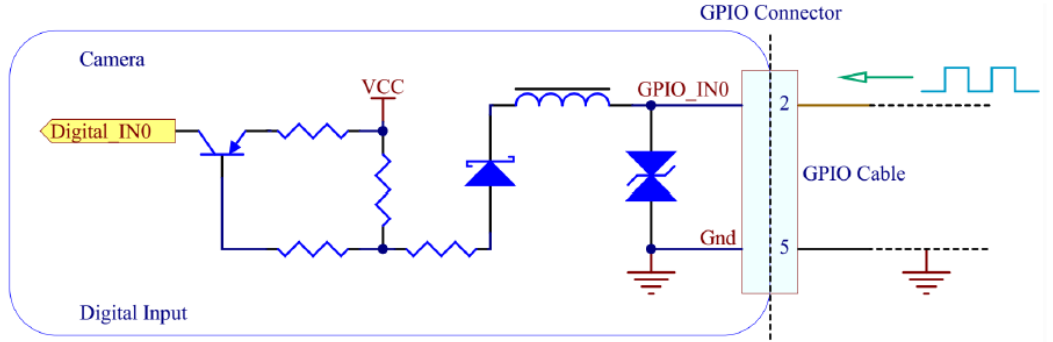 GPIO Connector
Camera
VCC
GPIO_IN0
2
Digital_IN0
GPIO Cable
Gnd
5
Digital Input